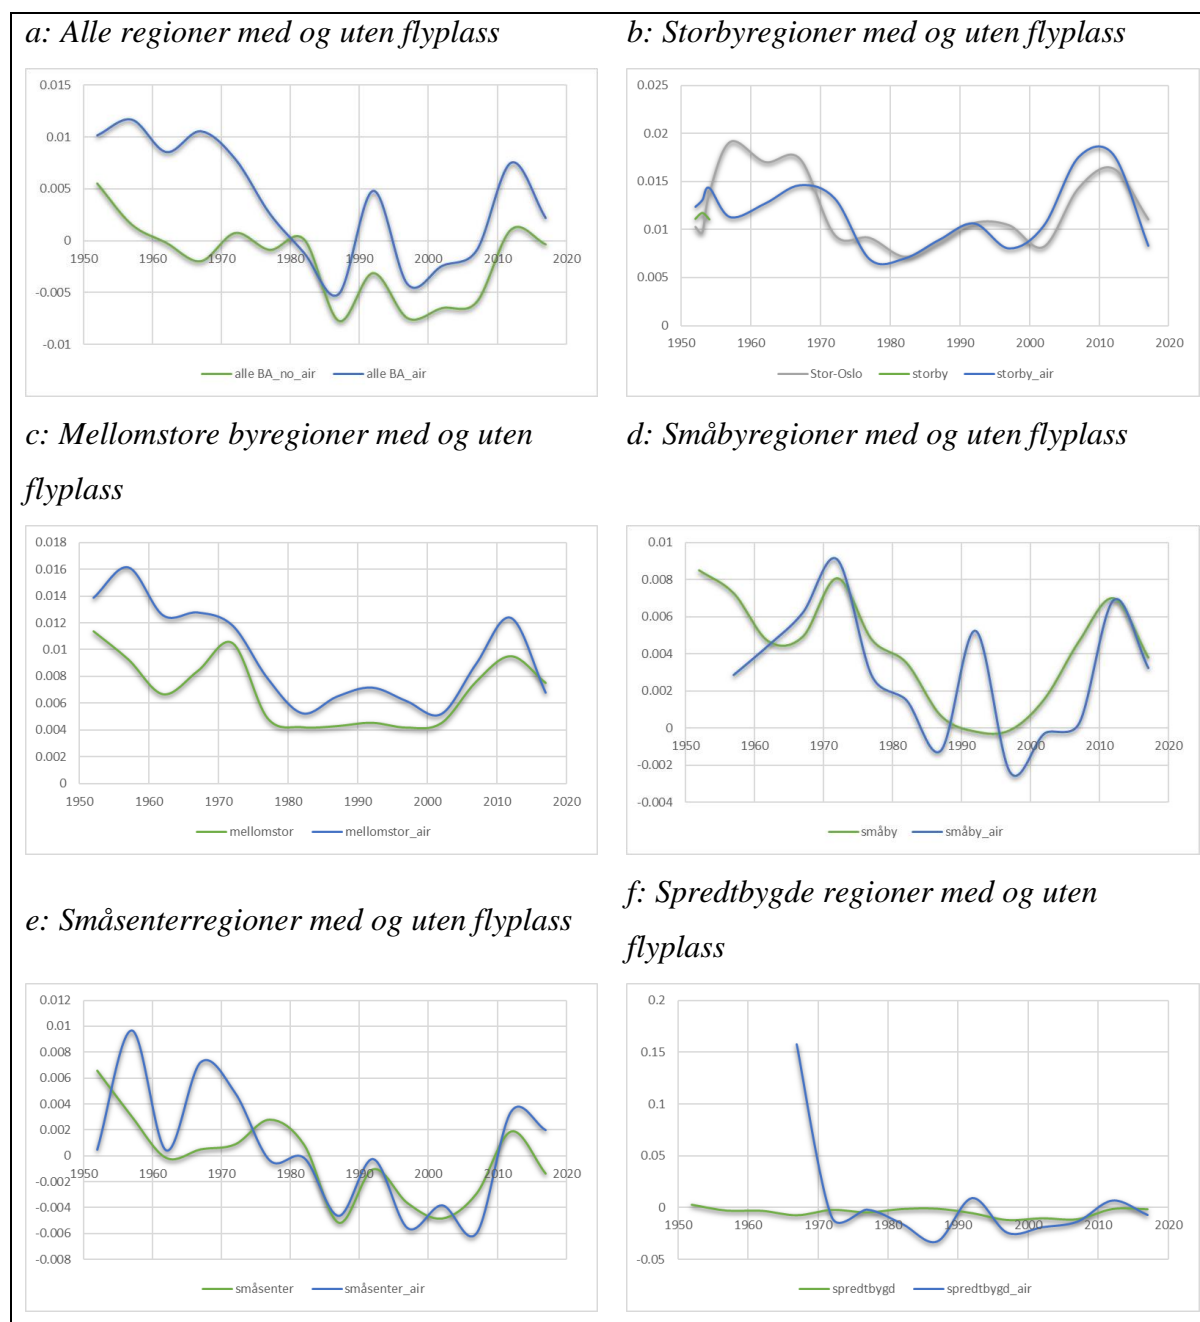 a: Alle regioner med og uten flyplass
0.015
0.01
0.005
0
-0.005
-0.01
1950 1960 1970 1980 1990 2000 2010 2020
alle BA_no_air alle BA_air
b: Storbyregioner med og uten flyplass
0.025
0.02
0.015
0.01
0.005
0
1950 1960 1970 1980 1990 2000 2010 2020
Stor-Oslo storby storby_air
c: Mellomstore byregioner med og uten
flyplass
0.018
0.016
0.014
0.012
0.01
0.008
0.006
0.004
0.002
0
1950 1960 1970 1980 1990 2000 2010 2020
mellomstor mellomstor_air
d: Småbyregioner med og uten flyplass
0.01
0.008
0.006
0.004
0.002
0
-0.002
-0.004
1950 1960 1970 1980 1990 2000 2010 2020
småby småby_air
e: Småsenterregioner med og uten flyplass
0.012
0.01
0.008
0.006
0.004
0.002
0
-0.002
-0.004
-0.006
-0.008
1950 1960 1970 1980 1990 2000 2010 2020
småsenter småsenter_air
f: Spredtbygde regioner med og uten
flyplass
0.2
0.15
0.1
0.05
0
-0.05
1950 1960 1970 1980 1990 2000 2010 2020
spredtbygd spredtbygd_air